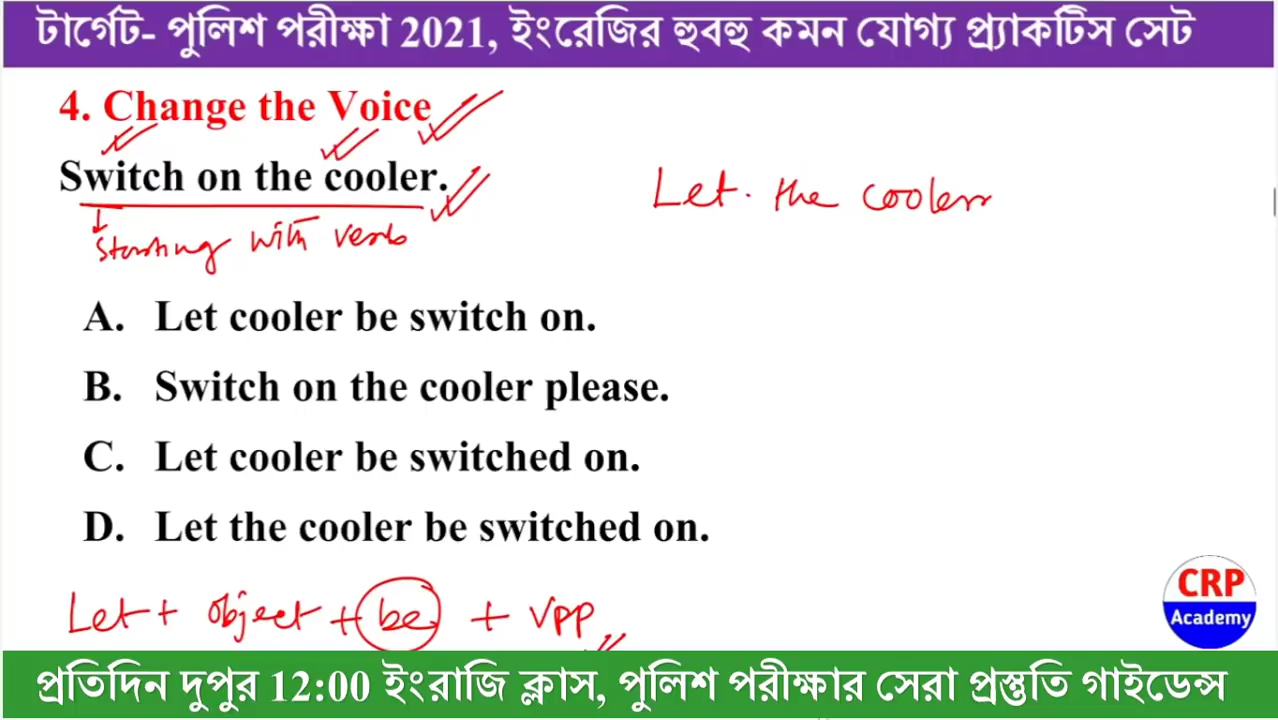 টার্গেট- পুলিশ পরীক্ষা 2021, ইংরেজির হুবহু কমন যোগ্য প্র্যাকটিস সেট
4. Change the Voice
Switch on the cooler.
Let the cooler
Starting with verb
A. Let cooler be switch on.
B. Switch on the cooler please.
C. Let cooler be switched on.
D. Let the cooler be switched on.
Let + object + be + VPP
CRP
Academy
প্রতিদিন দুপুর 12:00 ইংরাজি ক্লাস, পুলিশ পরীক্ষার সেরা প্রস্তুতি গাইডেন্স